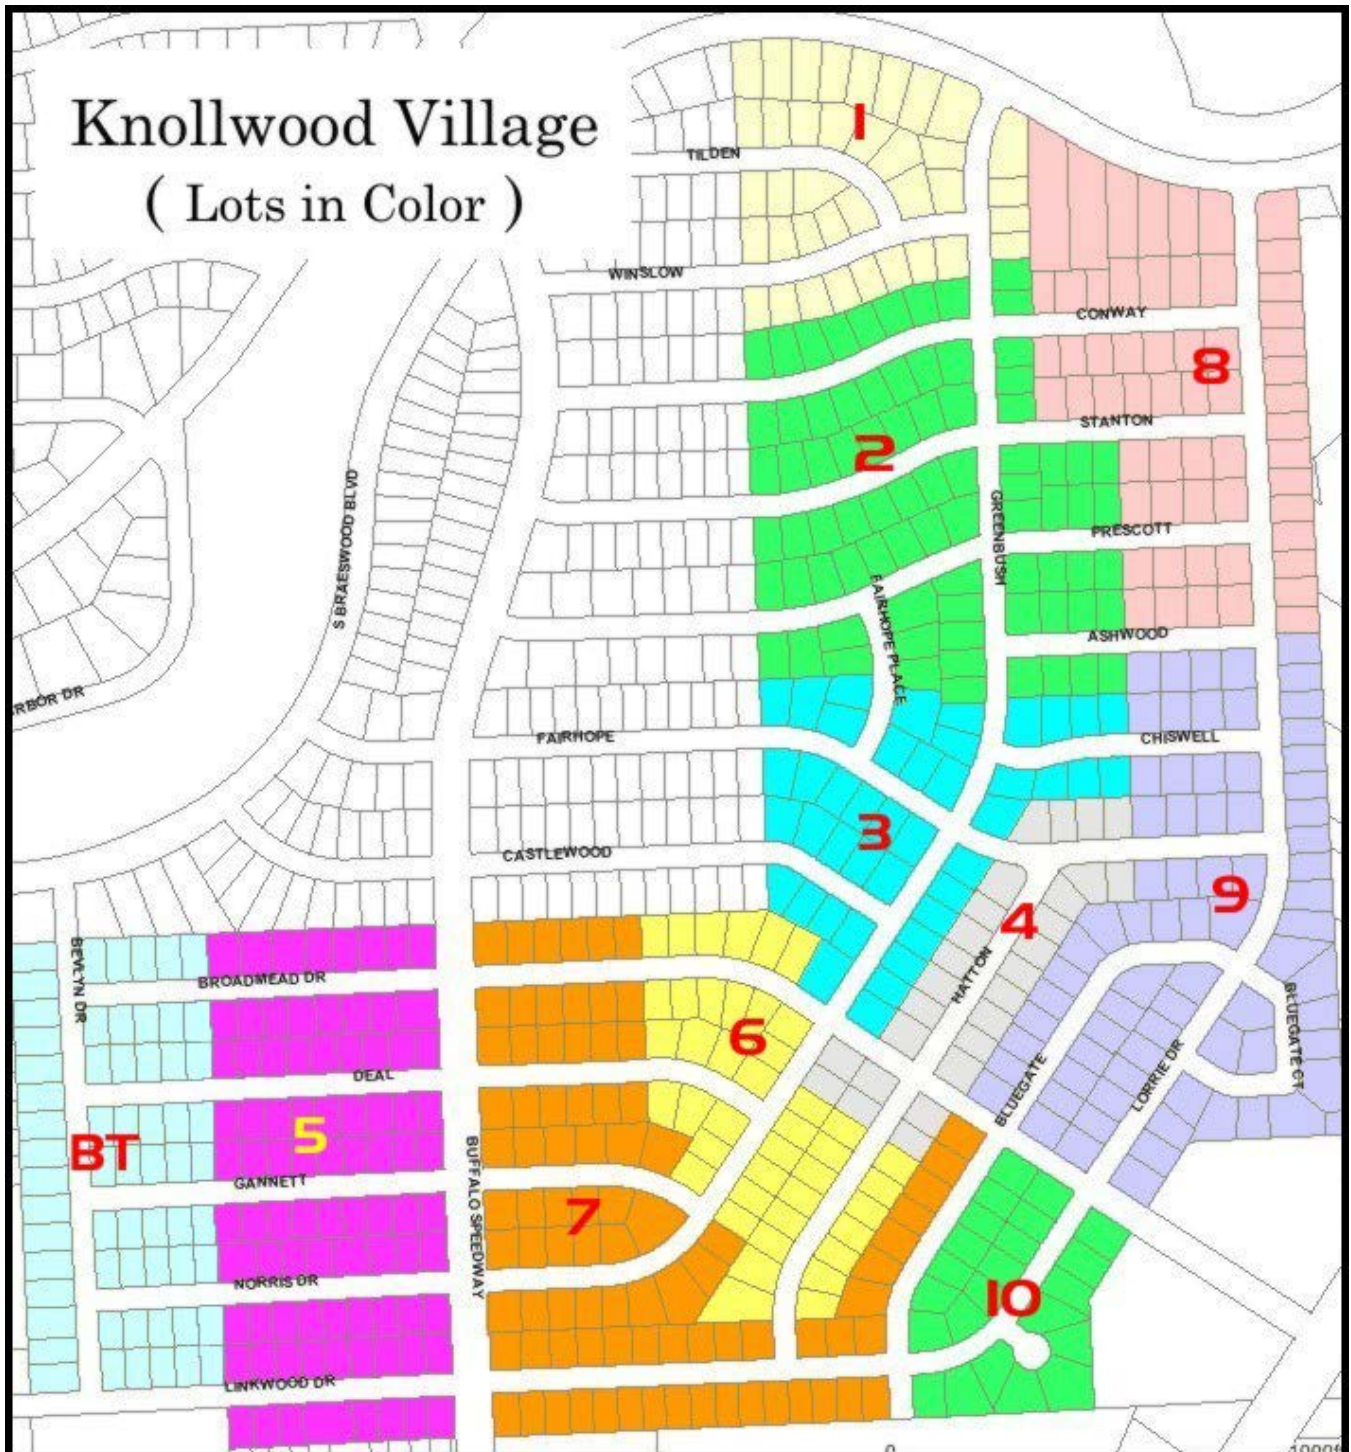 Knollwood Village
( Lots in Color )
1
TILDEN
WINSLOW
CONWAY
8
STANTON
2
S BRAESWOOD BLVD
GREENBUSH
PRESCOTT
FAIRHOPE PLACE
ASHWOOD
RBOR DR
FAIRHOPE
CHISWELL
3
CASTLEWOOD
9
4
BEVLYN DR
BROADMEAD DR
HATTON
BLUEGATE CT
6
DEAL
BLUEGATE
LORRIE DR
5
BT
BUFFALO SPEEDWAY
GANNETT
7
NORRIS DR
10
LINKWOOD DR
0
1000ft